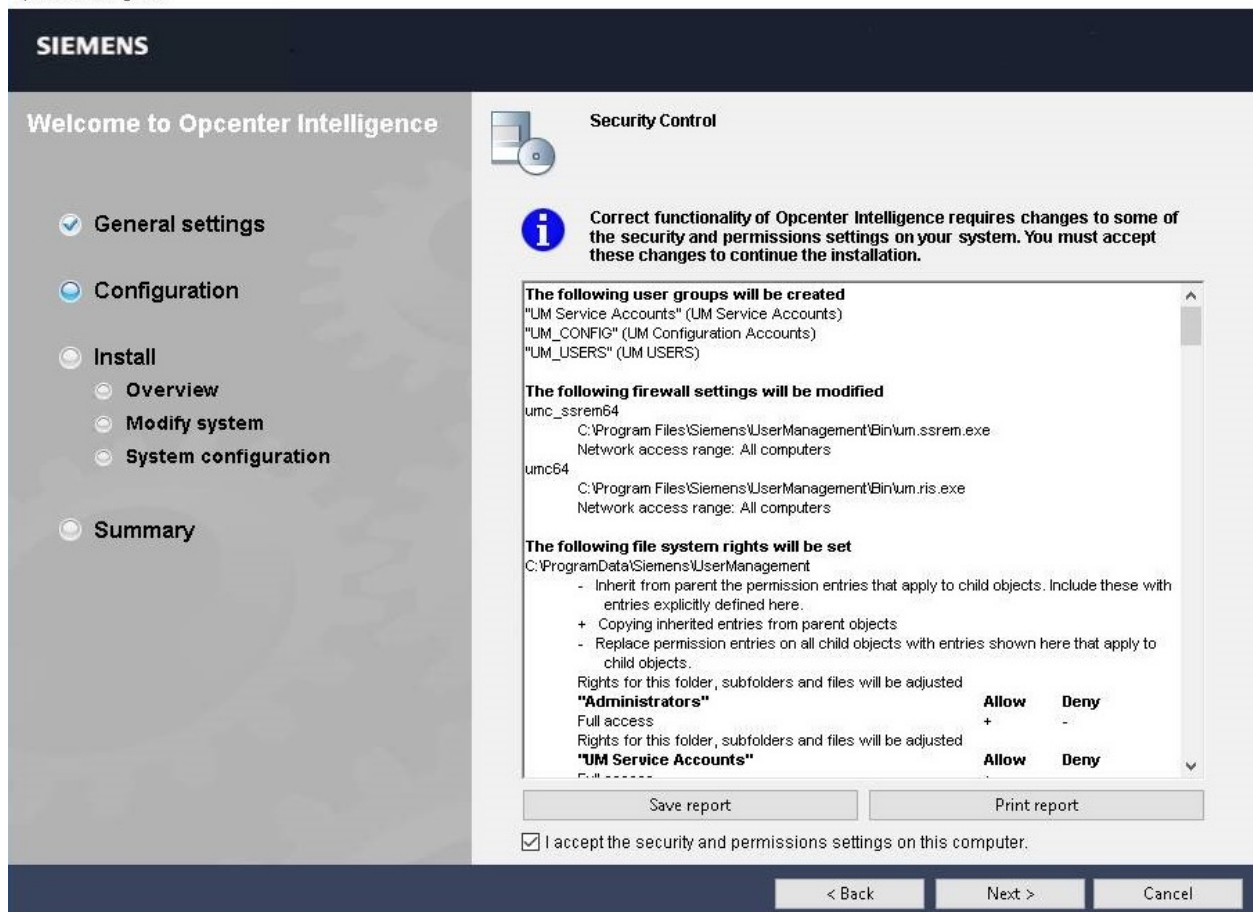 SIEMENS
Welcome to Opcenter Intelligence
General settings
Configuration
Install
Overview
Modify system
System configuration
Summary
Security Control
Correct functionality of Opcenter Intelligence requires changes to some of
the security and permissions settings on your system. You must accept
these changes to continue the installation.
The following user groups will be created
"UM Service Accounts" (UM Service Accounts)
"UM_CONFIG" (UM Configuration Accounts)
"UM_USERS" (UM USERS)
The following firewall settings will be modified
umc_ssrem64
C:\Program Files\Siemens\UserManagement\Bin\um.ssrem.exe
Network access range: All computers
umc64
C:\Program Files\Siemens\UserManagement\Bin\um.ris.exe
Network access range: All computers
The following file system rights will be set
C:\ProgramData\Siemens\UserManagement
- Inherit from parent the permission entries that apply to child objects. Include these with
entries explicitly defined here.
+ Copying inherited entries from parent objects
- Replace permission entries on all child objects with entries shown here that apply to
child objects.
Rights for this folder, subfolders and files will be adjusted
"Administrators" Allow Deny
Full access + -
Rights for this folder, subfolders and files will be adjusted
"UM Service Accounts" Allow Deny
Save report
Print report
I accept the security and permissions settings on this computer.
< Back
Next >
Cancel